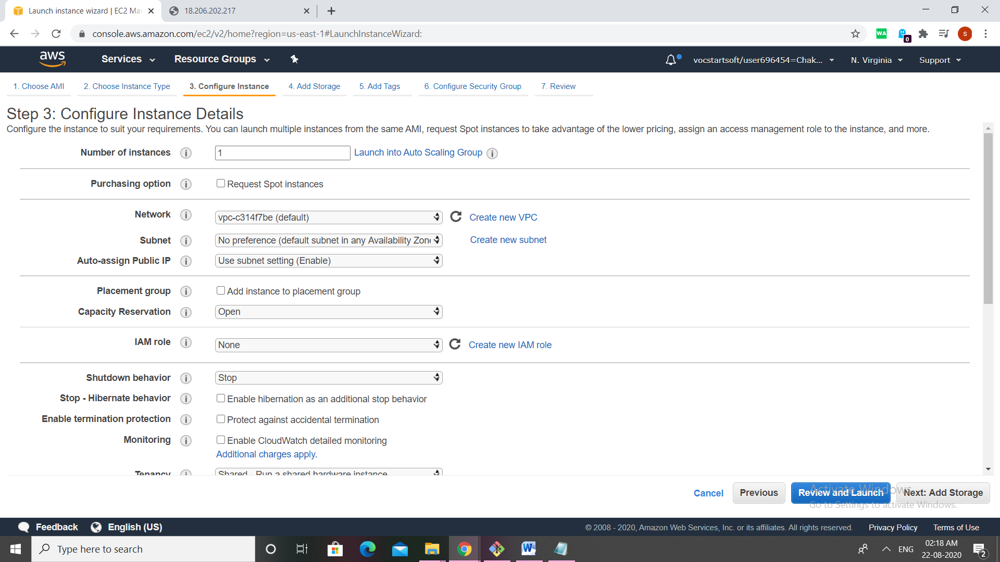 Launch instance wizard | EC2 Mar
18.206.202.217
console.aws.amazon.com/ec2/v2/home?region=us-east-1#LaunchInstanceWizard:
WA
0
S
aws
Services
Resource Groups
vocstartsoft/user696454=Chak...
N. Virginia
Support
1. Choose AMI
2. Choose Instance Type
3. Configure Instance
4. Add Storage
5. Add Tags
6. Configure Security Group
7. Review
Step 3: Configure Instance Details
Configure the instance to suit your requirements. You can launch multiple instances from the same AMI, request Spot instances to take advantage of the lower pricing, assign an access management role to the instance, and more.
Number of instances
1
Launch into Auto Scaling Group
Purchasing option
Request Spot instances
Network
vpc-c314f7be (default)
Create new VPC
Subnet
No preference (default subnet in any Availability Zone
Create new subnet
Auto-assign Public IP
Use subnet setting (Enable)
Placement group
Add instance to placement group
Capacity Reservation
Open
IAM role
None
Create new IAM role
Shutdown behavior
Stop
Stop - Hibernate behavior
Enable hibernation as an additional stop behavior
Enable termination protection
Protect against accidental termination
Monitoring
Enable CloudWatch detailed monitoring
Additional charges apply.
Tenancy
Shared - Run a shared hardware instance
Cancel
Previous
Review and Launch
Next: Add Storage
Activate Windows
Go to Settings to activate Windows.
Feedback
English (US)
© 2008 - 2020, Amazon Web Services, Inc. or its affiliates. All rights reserved.
Privacy Policy
Terms of Use
Type here to search
ENG
02:18 AM
22-08-2020
2